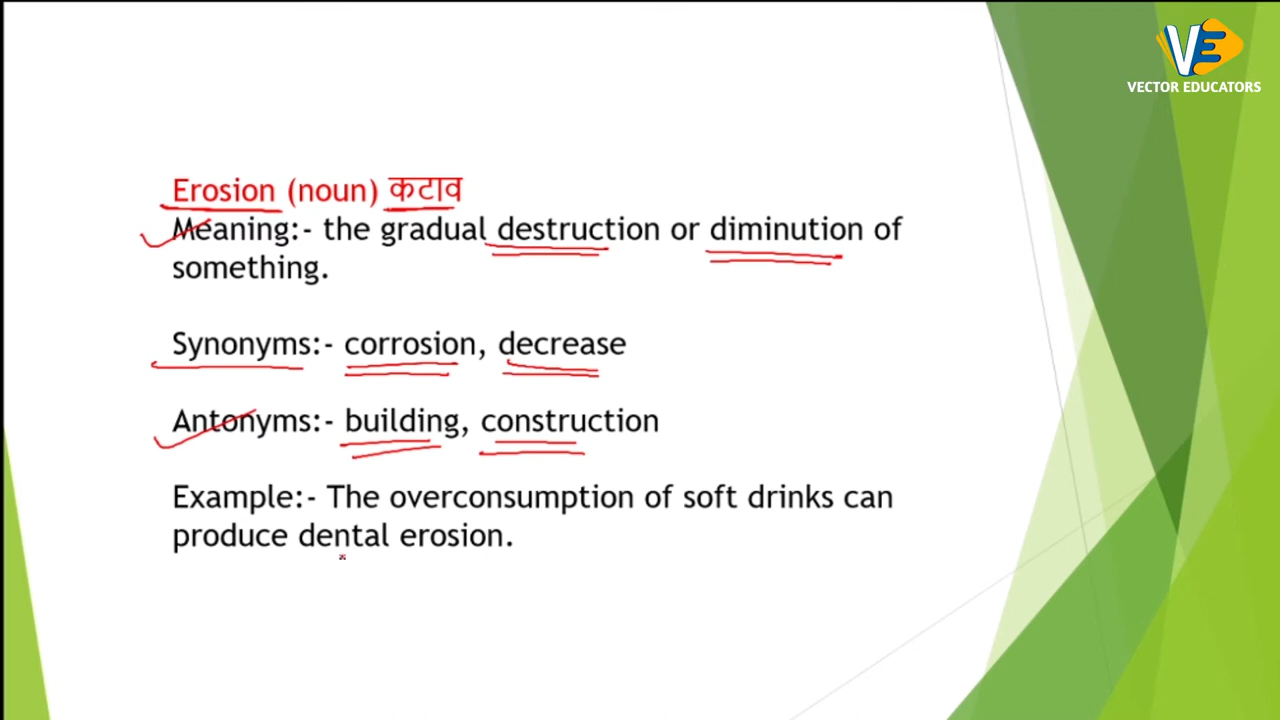 VE
VECTOR EDUCATORS
Erosion (noun) कटाव
Meaning:- the gradual destruction or diminution of
something.
Synonyms:- corrosion, decrease
Antonyms:- building, construction
Example:- The overconsumption of soft drinks can
produce dental erosion.